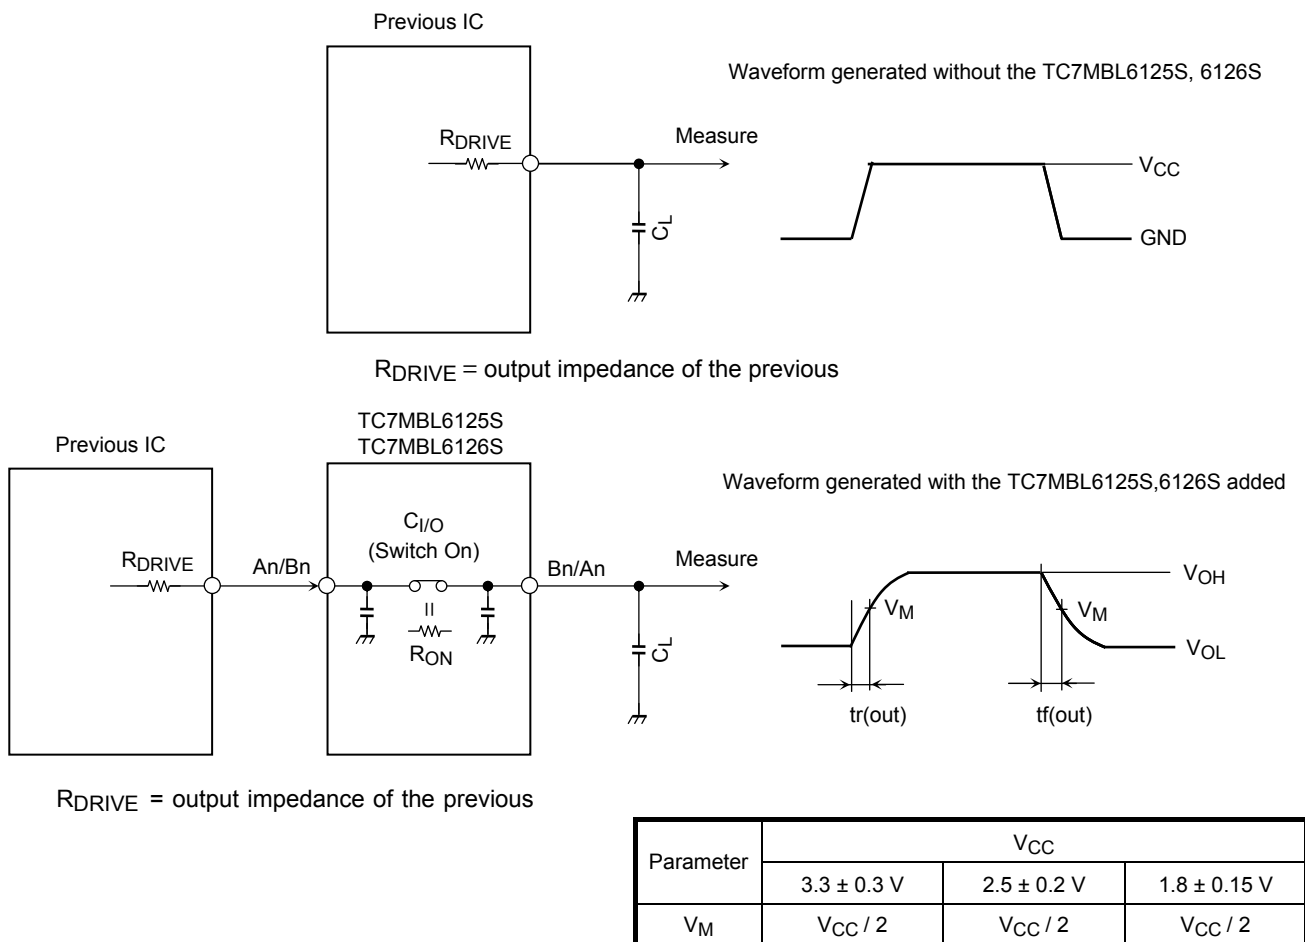 Previous IC
Waveform generated without the TC7MBL6125S, 6126S
RDRIVE
Measure
VCC
CL
GND
RDRIVE = output impedance of the previous
TC7MBL6125S
TC7MBL6126S
Previous IC
Waveform generated with the TC7MBL6125S,6126S added
CI/O
(Switch On)
RDRIVE
An/Bn
Bn/An
Measure
VOH
VM
VM
RON
CL
VOL
tr(out)
tf(out)
RDRIVE = output impedance of the previous
Parameter
VCC
3.3 ± 0.3 V
2.5 ± 0.2 V
1.8 ± 0.15 V
VM
VCC / 2
VCC / 2
VCC / 2